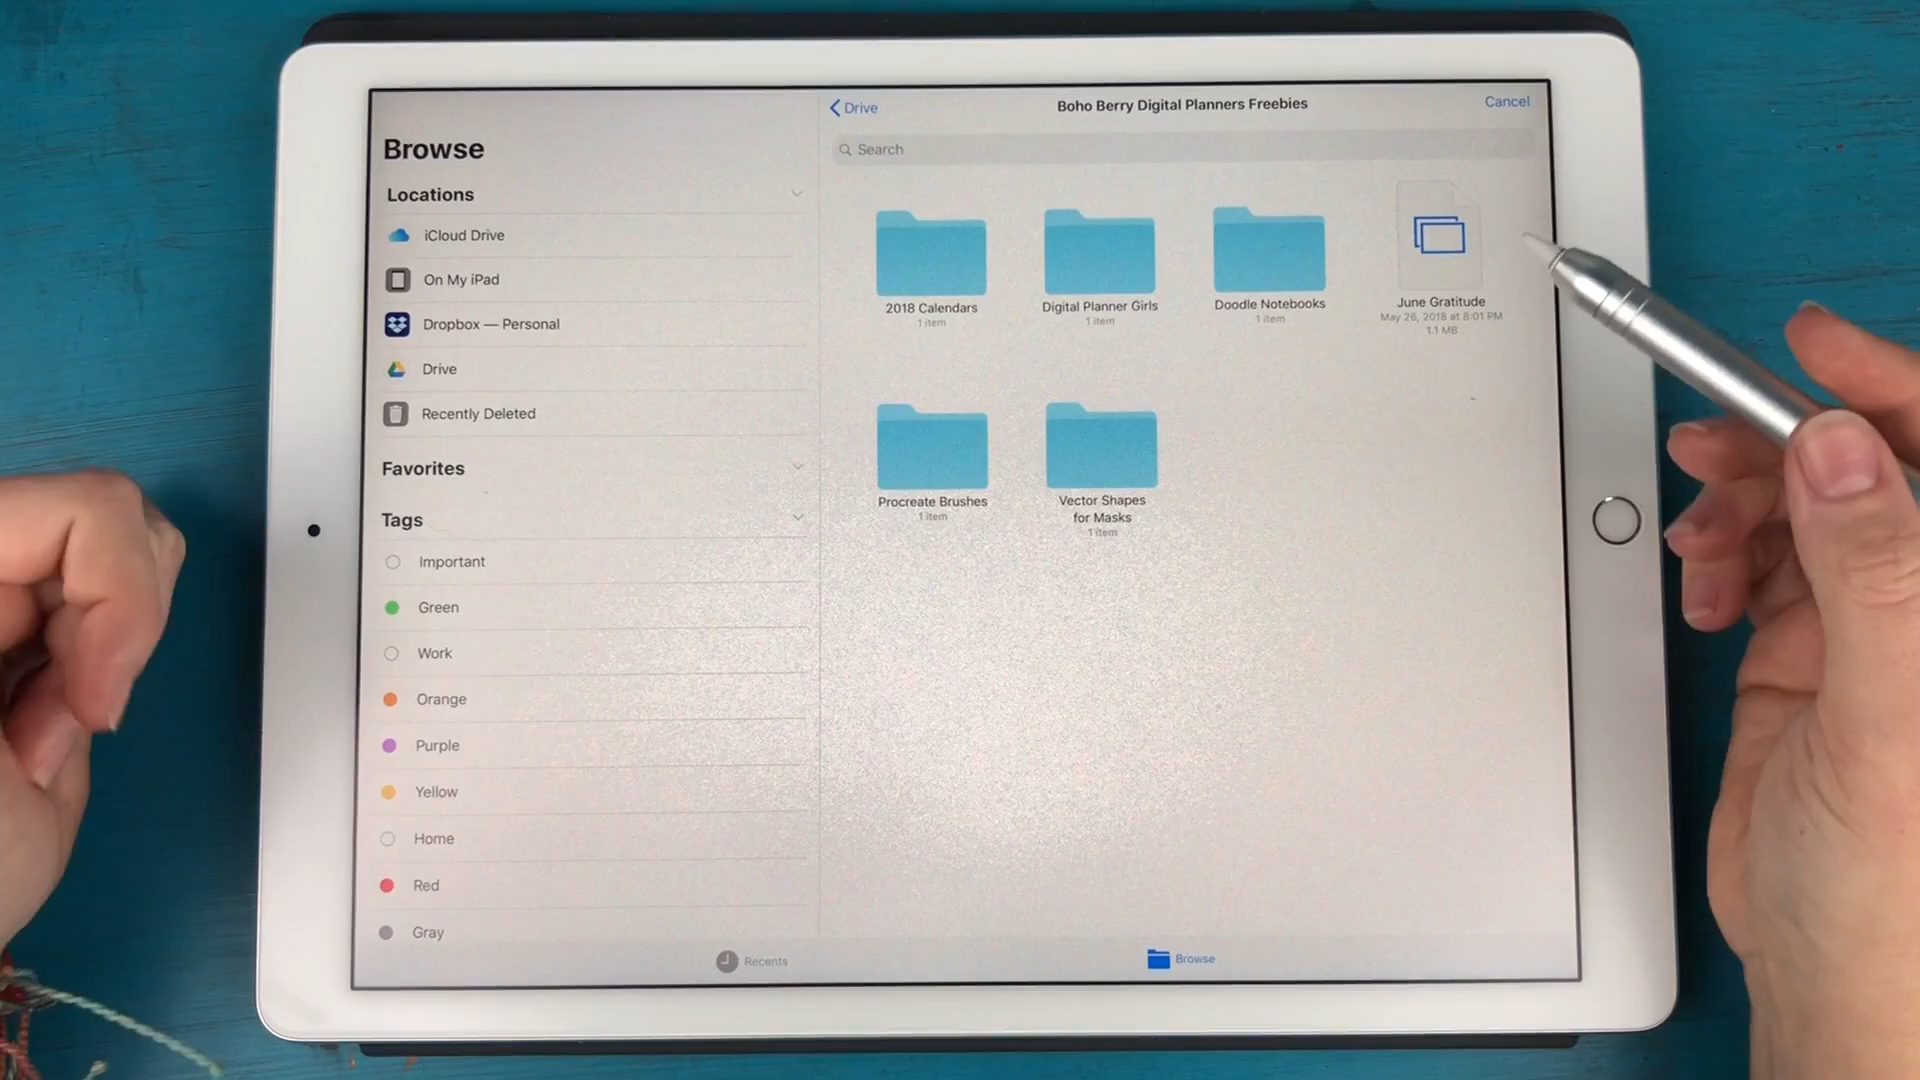 Browse
Locations
iCloud Drive
On My iPad
Dropbox — Personal
Drive
Recently Deleted
Favorites
Tags
Important
Green
Work
Orange
Purple
Yellow
Home
Red
Gray
Drive
Boho Berry Digital Planners Freebies
Cancel
Search
2018 Calendars
1 item
Digital Planner Girls
1 item
Doodle Notebooks
1 item
June Gratitude
May 26, 2018 at 8:01 PM
1.1 MB
Procreate Brushes
1 item
Vector Shapes
for Masks
1 item
Recents
Browse